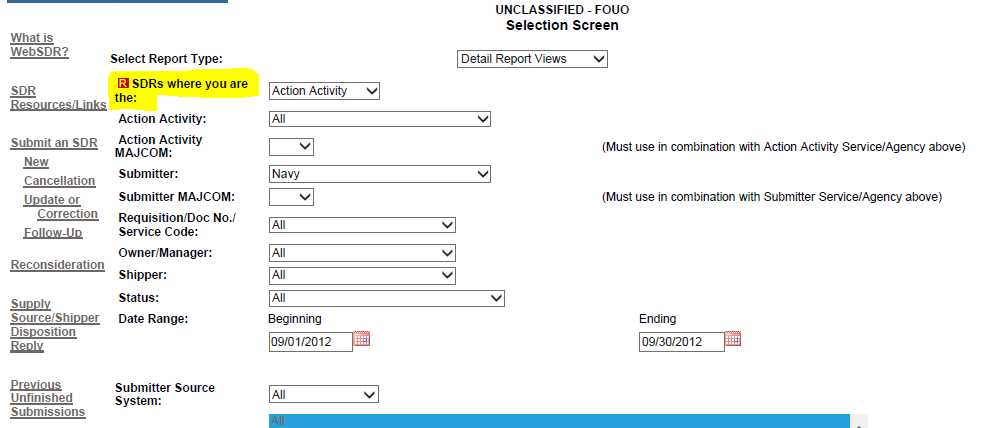 UNCLASSIFIED - FOUO
Selection Screen
What is
WebSDR?
SDR
Resources/Links
Submit an SDR
New
Cancellation
Update or
Correction
Follow-Up
Reconsideration
Supply
Source/Shipper
Disposition
Reply
Previous
Unfinished
Submissions
Select Report Type: Detail Report Views
R SDRs where you are
the: Action Activity
Action Activity: All
Action Activity
MAJCOM: (Must use in combination with Action Activity Service/Agency above)
Submitter: Navy
Submitter MAJCOM: (Must use in combination with Submitter Service/Agency above)
Requisition/Doc No./
Service Code: All
Owner/Manager: All
Shipper: All
Status: All
Date Range: Beginning Ending
09/01/2012 09/30/2012
Submitter Source
System: All
All